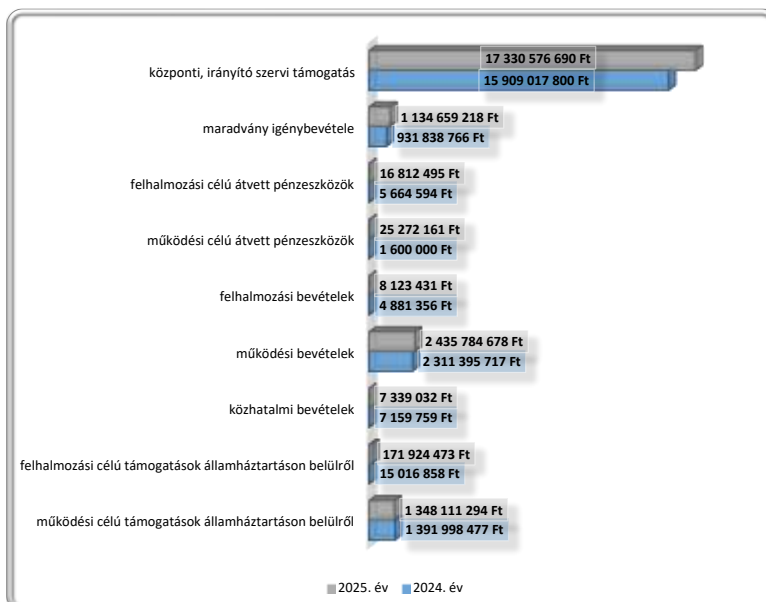 központi, irányító szervi támogatás
17 330 576 690 Ft
15 909 017 800 Ft
maradvány igénybevétele
1 134 659 218 Ft
931 838 766 Ft
felhalmozási célú átvett pénzeszközök
16 812 495 Ft
5 664 594 Ft
működési célú átvett pénzeszközök
25 272 161 Ft
1 600 000 Ft
felhalmozási bevételek
8 123 431 Ft
4 881 356 Ft
működési bevételek
2 435 784 678 Ft
2 311 395 717 Ft
közhatalmi bevételek
7 339 032 Ft
7 159 759 Ft
felhalmozási célú támogatások államháztartáson belülről
171 924 473 Ft
15 016 858 Ft
működési célú támogatások államháztartáson belülről
1 348 111 294 Ft
1 391 998 477 Ft
2025. év 2024. év